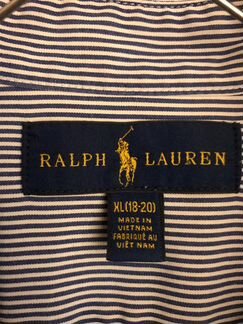 RALPH LAUREN
XL(18-20)
MADE IN
VIETNAM
FABRIQUÉ AU
VIÊT NAM